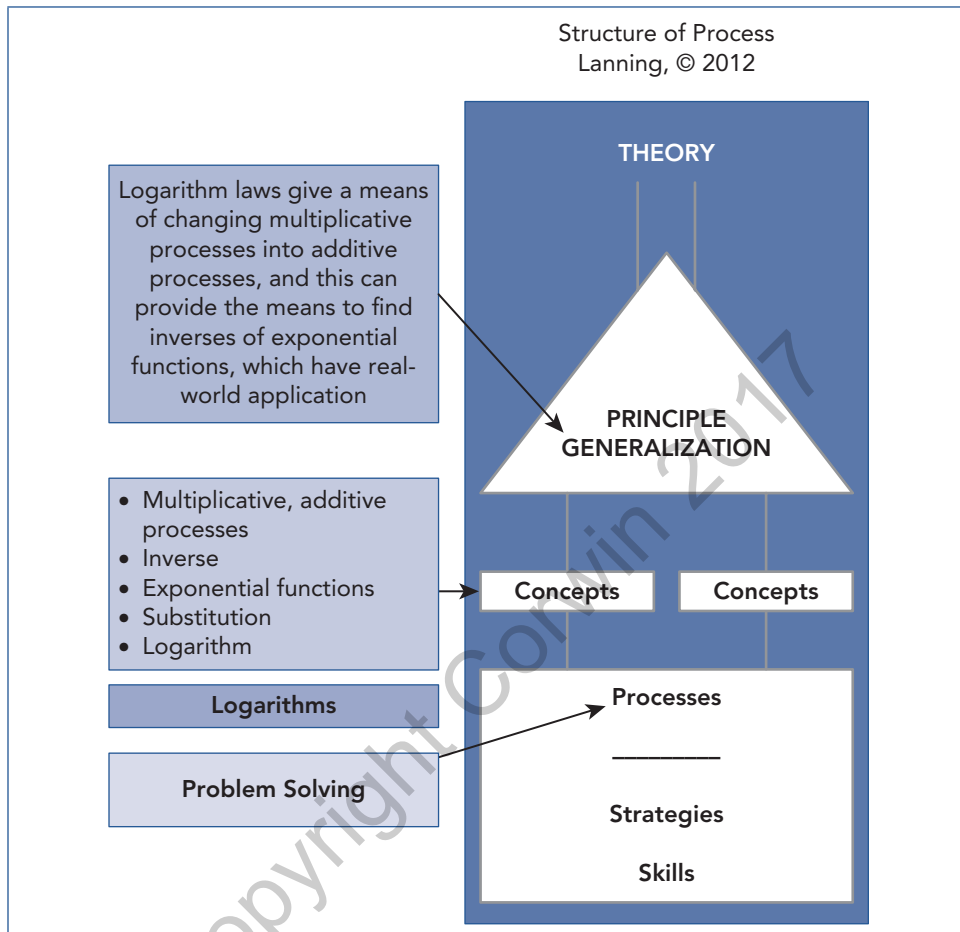 Structure of Process
Lanning, © 2012
THEORY
Logarithm laws give a means
of changing multiplicative
processes into additive
processes, and this can
provide the means to find
inverses of exponential
functions, which have real-
world application
PRINCIPLE
GENERALIZATION
• Multiplicative, additive
processes
• Inverse
• Exponential functions
• Substitution
• Logarithm
Concepts
Concepts
Logarithms
Problem Solving
Processes
Strategies
Skills
opyright Corwin 2017